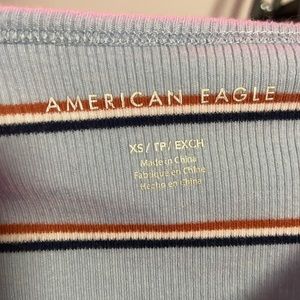 AMERICAN EAGLE
XS / TP / EXCH
Made in China
Fabriqué en Chine
Hecho en China